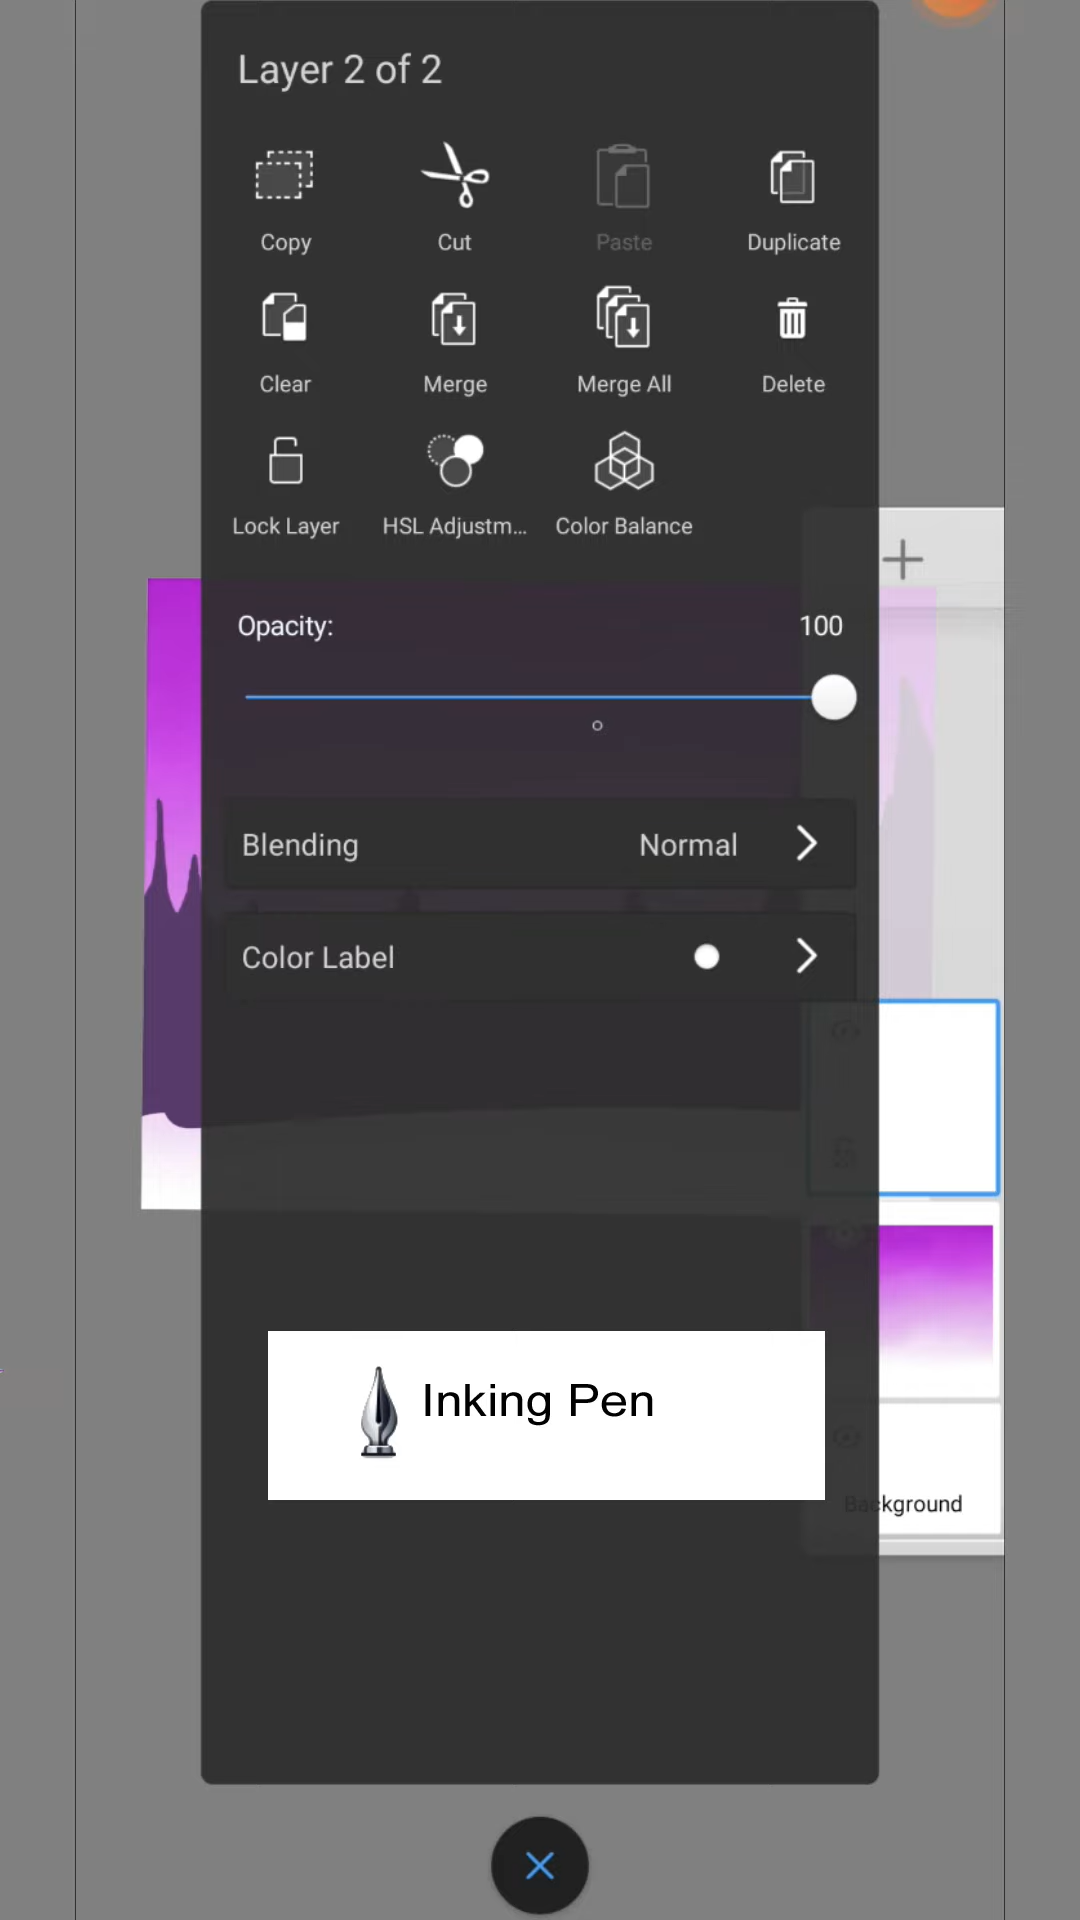 Layer 2 of 2
Copy
Cut
Paste
Duplicate
Clear
Merge
Merge All
Delete
Lock Layer
HSL Adjustm...
Color Balance
Opacity:
100
Blending
Normal
Color Label
Inking Pen
Background